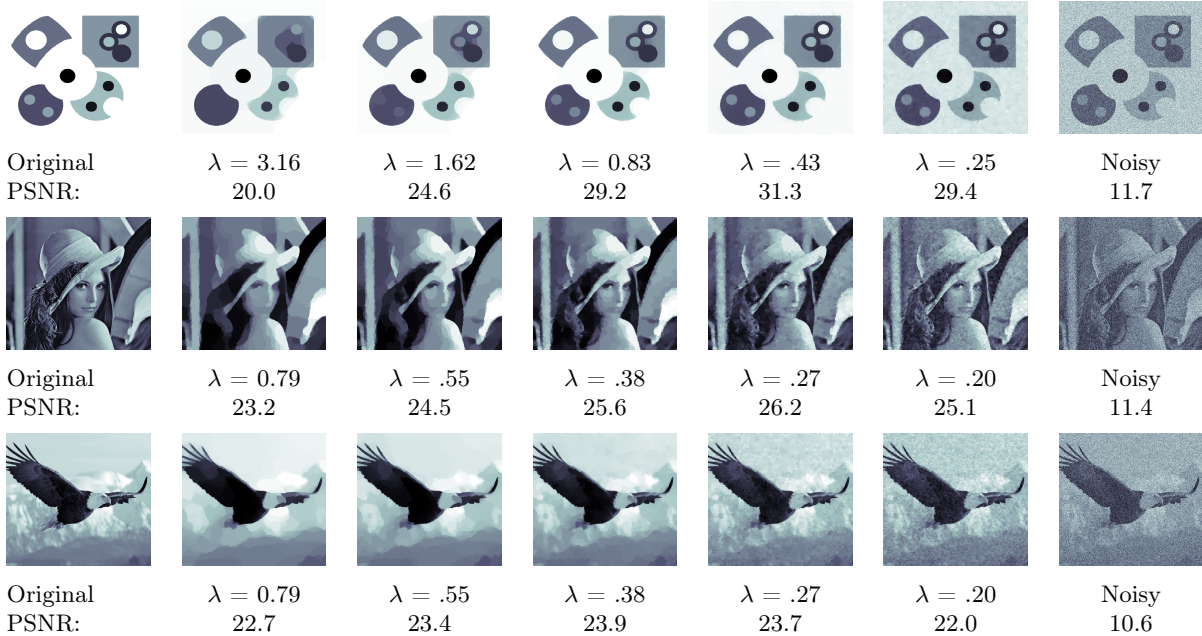 Original λ = 3.16 λ = 1.62 λ = 0.83 λ = .43 λ = .25 Noisy
PSNR: 20.0 24.6 29.2 31.3 29.4 11.7
Original λ = 0.79 λ = .55 λ = .38 λ = .27 λ = .20 Noisy
PSNR: 23.2 24.5 25.6 26.2 25.1 11.4
Original λ = 0.79 λ = .55 λ = .38 λ = .27 λ = .20 Noisy
PSNR: 22.7 23.4 23.9 23.7 22.0 10.6